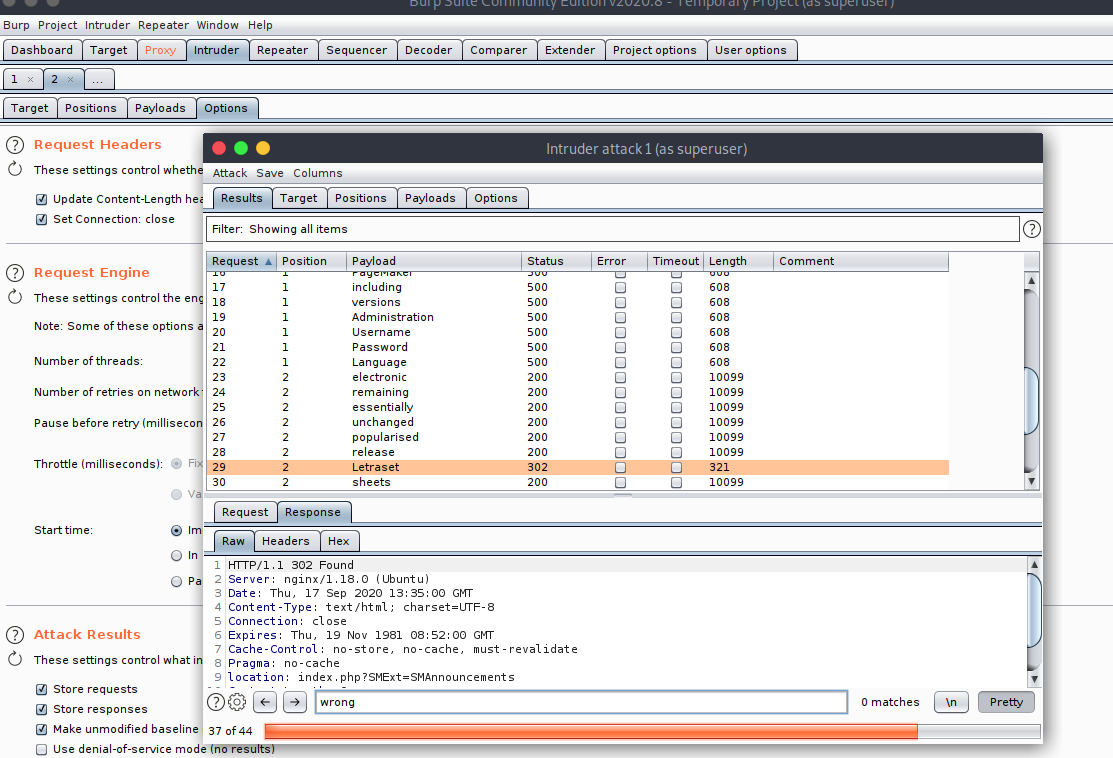 Burp Suite Community Edition v2020.8 - Temporary Project (as superuser)
Burp Project Intruder Repeater Window Help
Dashboard Target Proxy Intruder Repeater Sequencer Decoder Comparer Extender Project options User options
1 × 2 × ...
Target Positions Payloads Options
? Request Headers
These settings control whethe
Update Content-Length hea
Set Connection: close
? Request Engine
These settings control the eng
Note: Some of these options a
Number of threads:
Number of retries on network
Pause before retry (millisecon
Throttle (milliseconds): Fix
Va
Start time: Im
In
Pa
? Attack Results
These settings control what in
Store requests
Store responses
Make unmodified baseline
Use denial-of-service mode (no results)
Intruder attack 1 (as superuser)
Attack Save Columns
Results Target Positions Payloads Options
Filter: Showing all items ?
Request ▲ Position Payload Status Error Timeout Length Comment
16 1 PageMaker 500 608
17 1 including 500 608
18 1 versions 500 608
19 1 Administration 500 608
20 1 Username 500 608
21 1 Password 500 608
22 1 Language 500 608
23 2 electronic 200 10099
24 2 remaining 200 10099
25 2 essentially 200 10099
26 2 unchanged 200 10099
27 2 popularised 200 10099
28 2 release 200 10099
29 2 Letraset 302 321
30 2 sheets 200 10099
Request Response
Raw Headers Hex
1 HTTP/1.1 302 Found
2 Server: nginx/1.18.0 (Ubuntu)
3 Date: Thu, 17 Sep 2020 13:35:00 GMT
4 Content-Type: text/html; charset=UTF-8
5 Connection: close
6 Expires: Thu, 19 Nov 1981 08:52:00 GMT
7 Cache-Control: no-store, no-cache, must-revalidate
8 Pragma: no-cache
9 location: index.php?SMExt=SMAnnouncements
? ← → wrong 0 matches \n Pretty
37 of 44